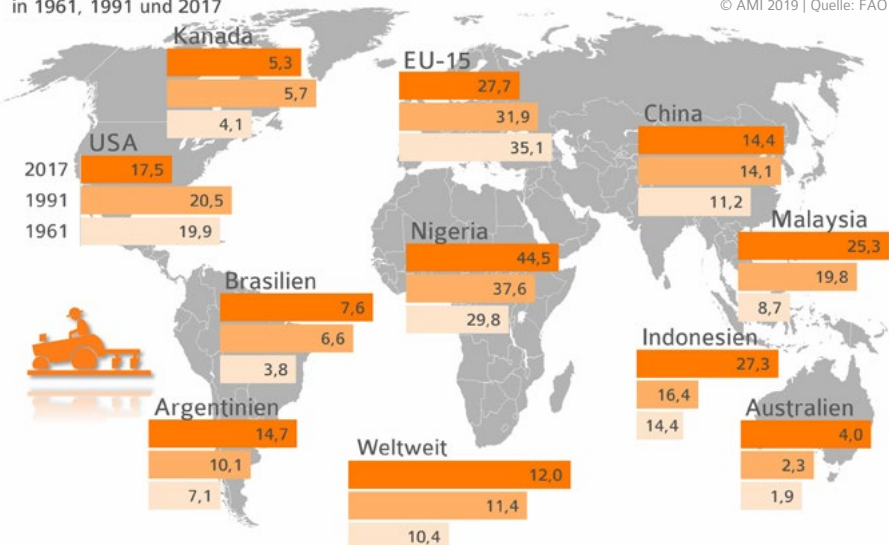 in 1961, 1991 und 2017
© AMI 2019 | Quelle: FAO
Kanada
5,3
5,7
4,1
EU-15
27,7
31,9
35,1
China
14,4
14,1
11,2
USA
2017 17,5
1991 20,5
1961 19,9
Malaysia
25,3
19,8
8,7
Nigeria
44,5
37,6
29,8
Brasilien
7,6
6,6
3,8
Indonesien
27,3
16,4
14,4
Argentinien
14,7
10,1
7,1
Australien
4,0
2,3
1,9
Weltweit
12,0
11,4
10,4